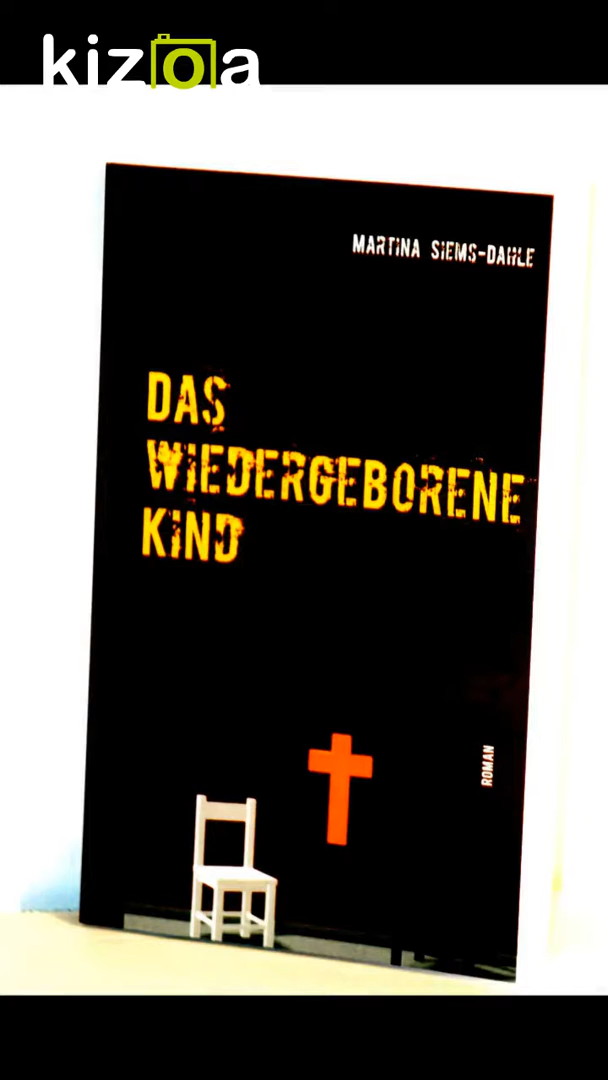 kizoa
MARTINA SIEMS-DAHLE
DAS
WIEDERGEBORENE
KIND
ROMAN